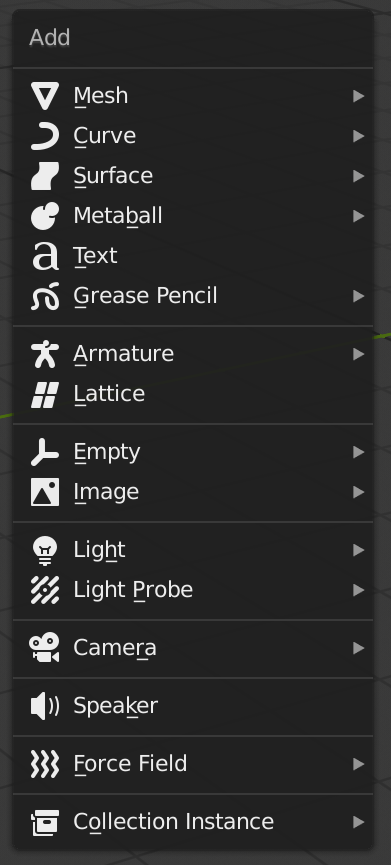 Add
Mesh
Curve
Surface
Metaball
Text
Grease Pencil
Armature
Lattice
Empty
Image
Light
Light Probe
Camera
Speaker
Force Field
Collection Instance